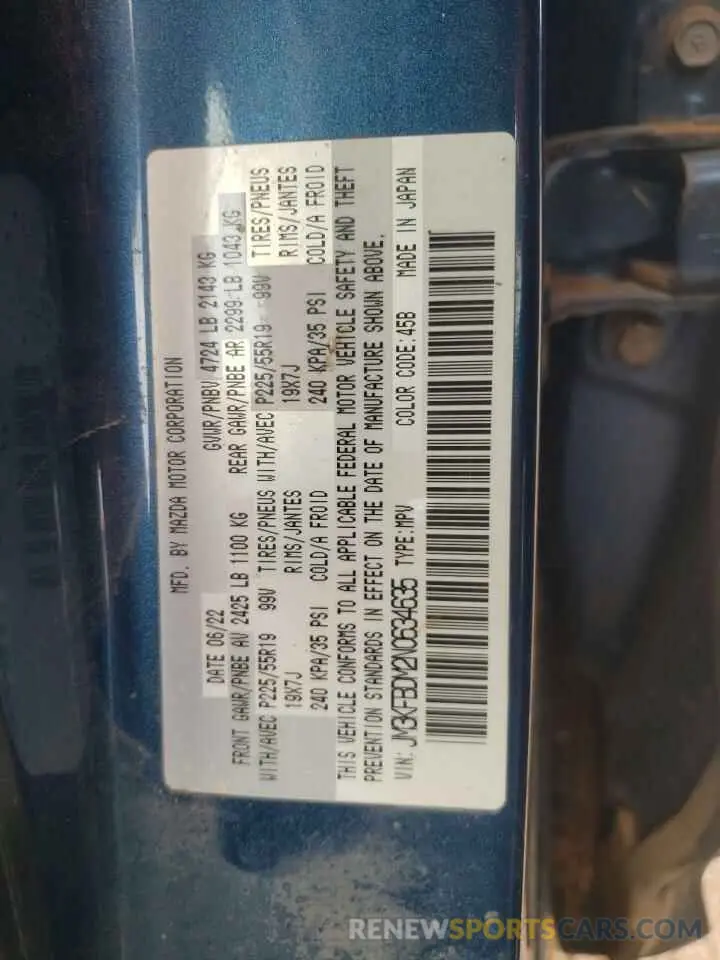 MFD. BY MAZDA MOTOR CORPORATION
DATE 06/22 GVWR/PNBV 4724 LB 2143 KG
FRONT GAWR/PNBE AV 2425 LB 1100 KG REAR GAWR/PNBE AR 2299 LB 1043 KG
WITH/AVEC P225/55R19 99V TIRES/PNEUS WITH/AVEC P225/55R19 99V TIRES/PNEUS
19X7J RIMS/JANTES 19X7J RIMS/JANTES
240 KPA/35 PSI COLD/A FROID 240 KPA/35 PSI COLD/A FROID
THIS VEHICLE CONFORMS TO ALL APPLICABLE FEDERAL MOTOR VEHICLE SAFETY AND THEFT
PREVENTION STANDARDS IN EFFECT ON THE DATE OF MANUFACTURE SHOWN ABOVE.
VIN: JM3KFBDM2N0634635 TYPE:MPV COLOR CODE:45B MADE IN JAPAN
RENEWSPORTSCARS.COM